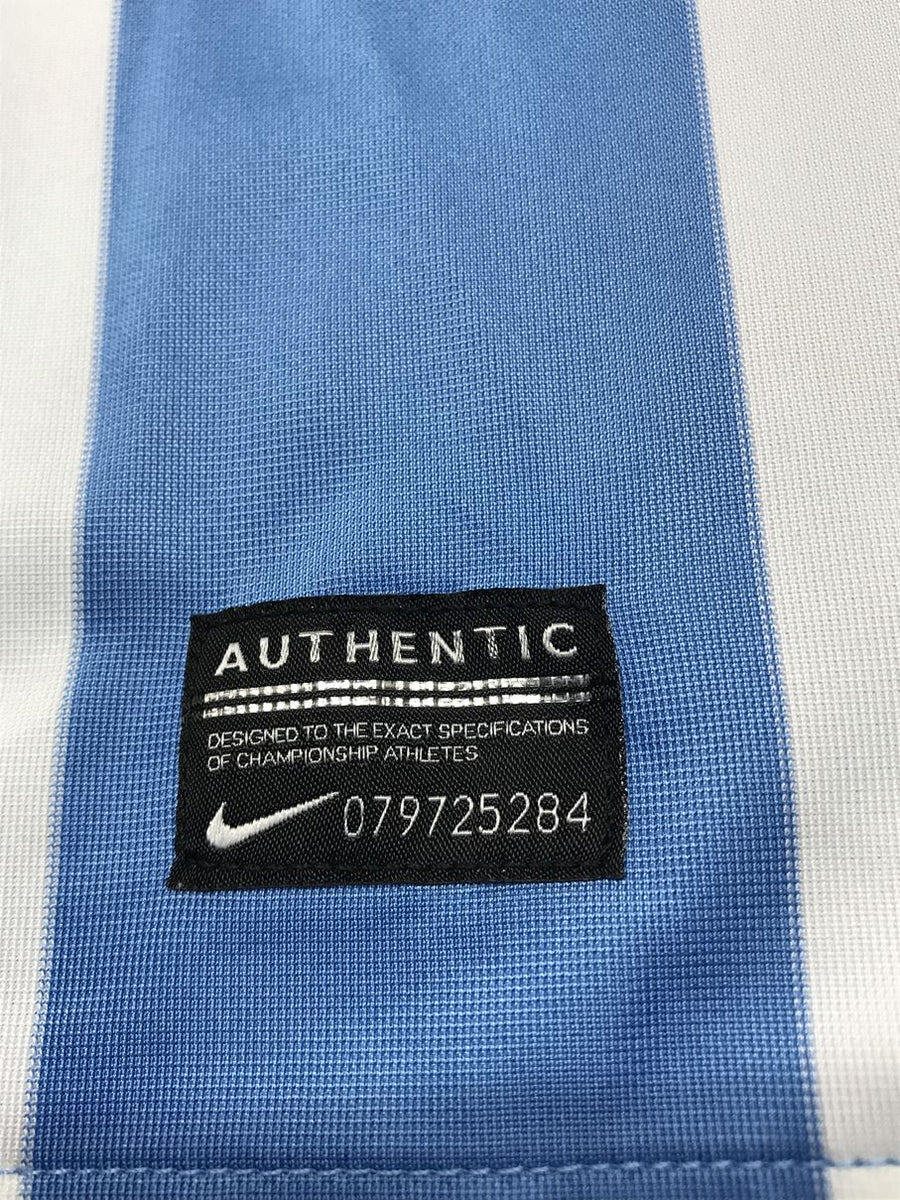 AUTHENTIC
DESIGNED TO THE EXACT SPECIFICATIONS
OF CHAMPIONSHIP ATHLETES
079725284